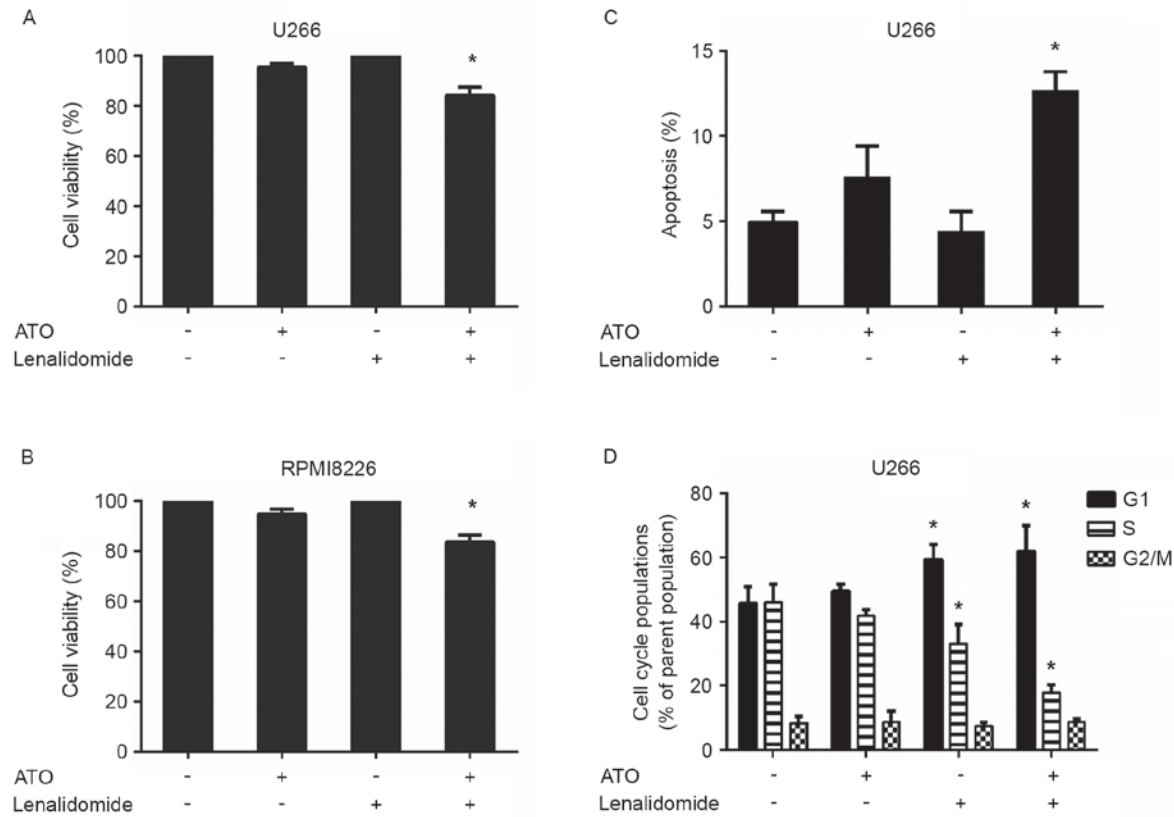 A
U266
Cell viability (%)
100
80
60
40
20
0
ATO - + - +
Lenalidomide - - + +
C
U266
Apoptosis (%)
15
10
5
0
*
*
ATO - + - +
Lenalidomide - - + +
B
RPMI8226
Cell viability (%)
100
80
60
40
20
0
*
ATO - + - +
Lenalidomide - - + +
D
U266
Cell cycle populations
(% of parent population)
80
60
40
20
0
* *
* *
G1
S
G2/M
ATO - + - +
Lenalidomide - - + +